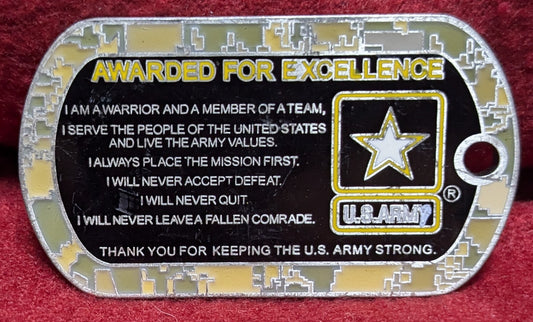 AWARDED FOR EXCELLENCE
I AM A WARRIOR AND A MEMBER OF A TEAM,
I SERVE THE PEOPLE OF THE UNITED STATES
AND LIVE THE ARMY VALUES.
I ALWAYS PLACE THE MISSION FIRST.
I WILL NEVER ACCEPT DEFEAT.
I WILL NEVER QUIT.
I WILL NEVER LEAVE A FALLEN COMRADE.
U.S.ARMY ®
THANK YOU FOR KEEPING THE U.S. ARMY STRONG.